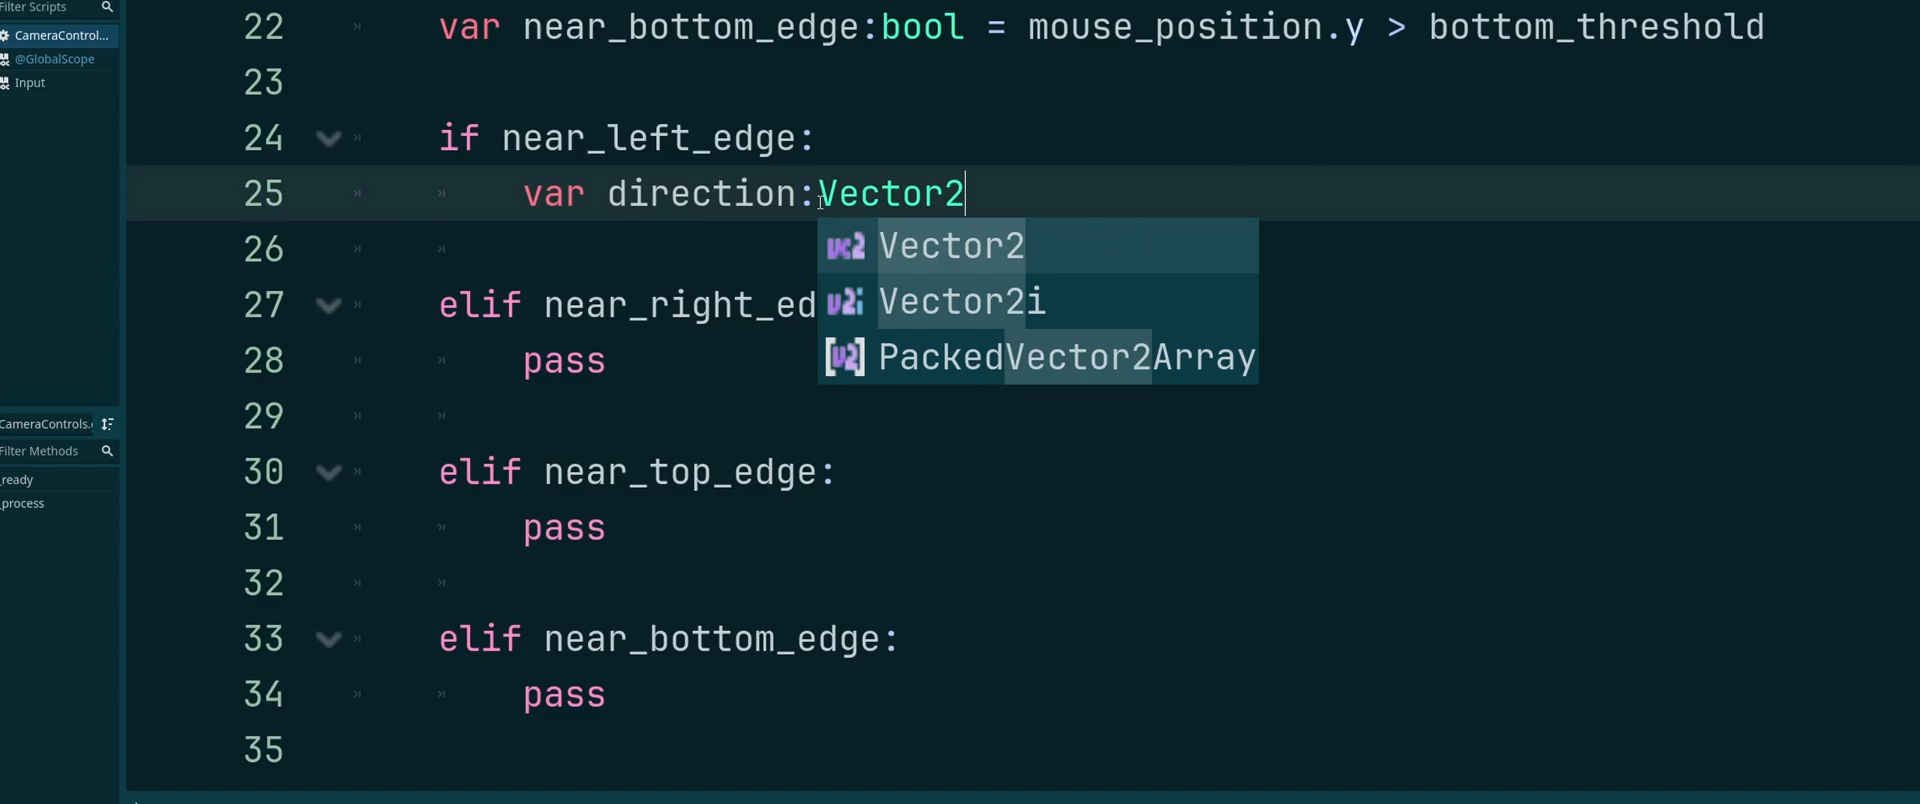 Filter Scripts
CameraControl...
@GlobalScope
Input
CameraControls.
Filter Methods
_ready
_process
22 var near_bottom_edge:bool = mouse_position.y > bottom_threshold
23
24 if near_left_edge:
25 var direction:Vector2
26
Vector2
27 elif near_right_ed
Vector2i
28 pass
PackedVector2Array
29
30 elif near_top_edge:
31 pass
32
33 elif near_bottom_edge:
34 pass
35